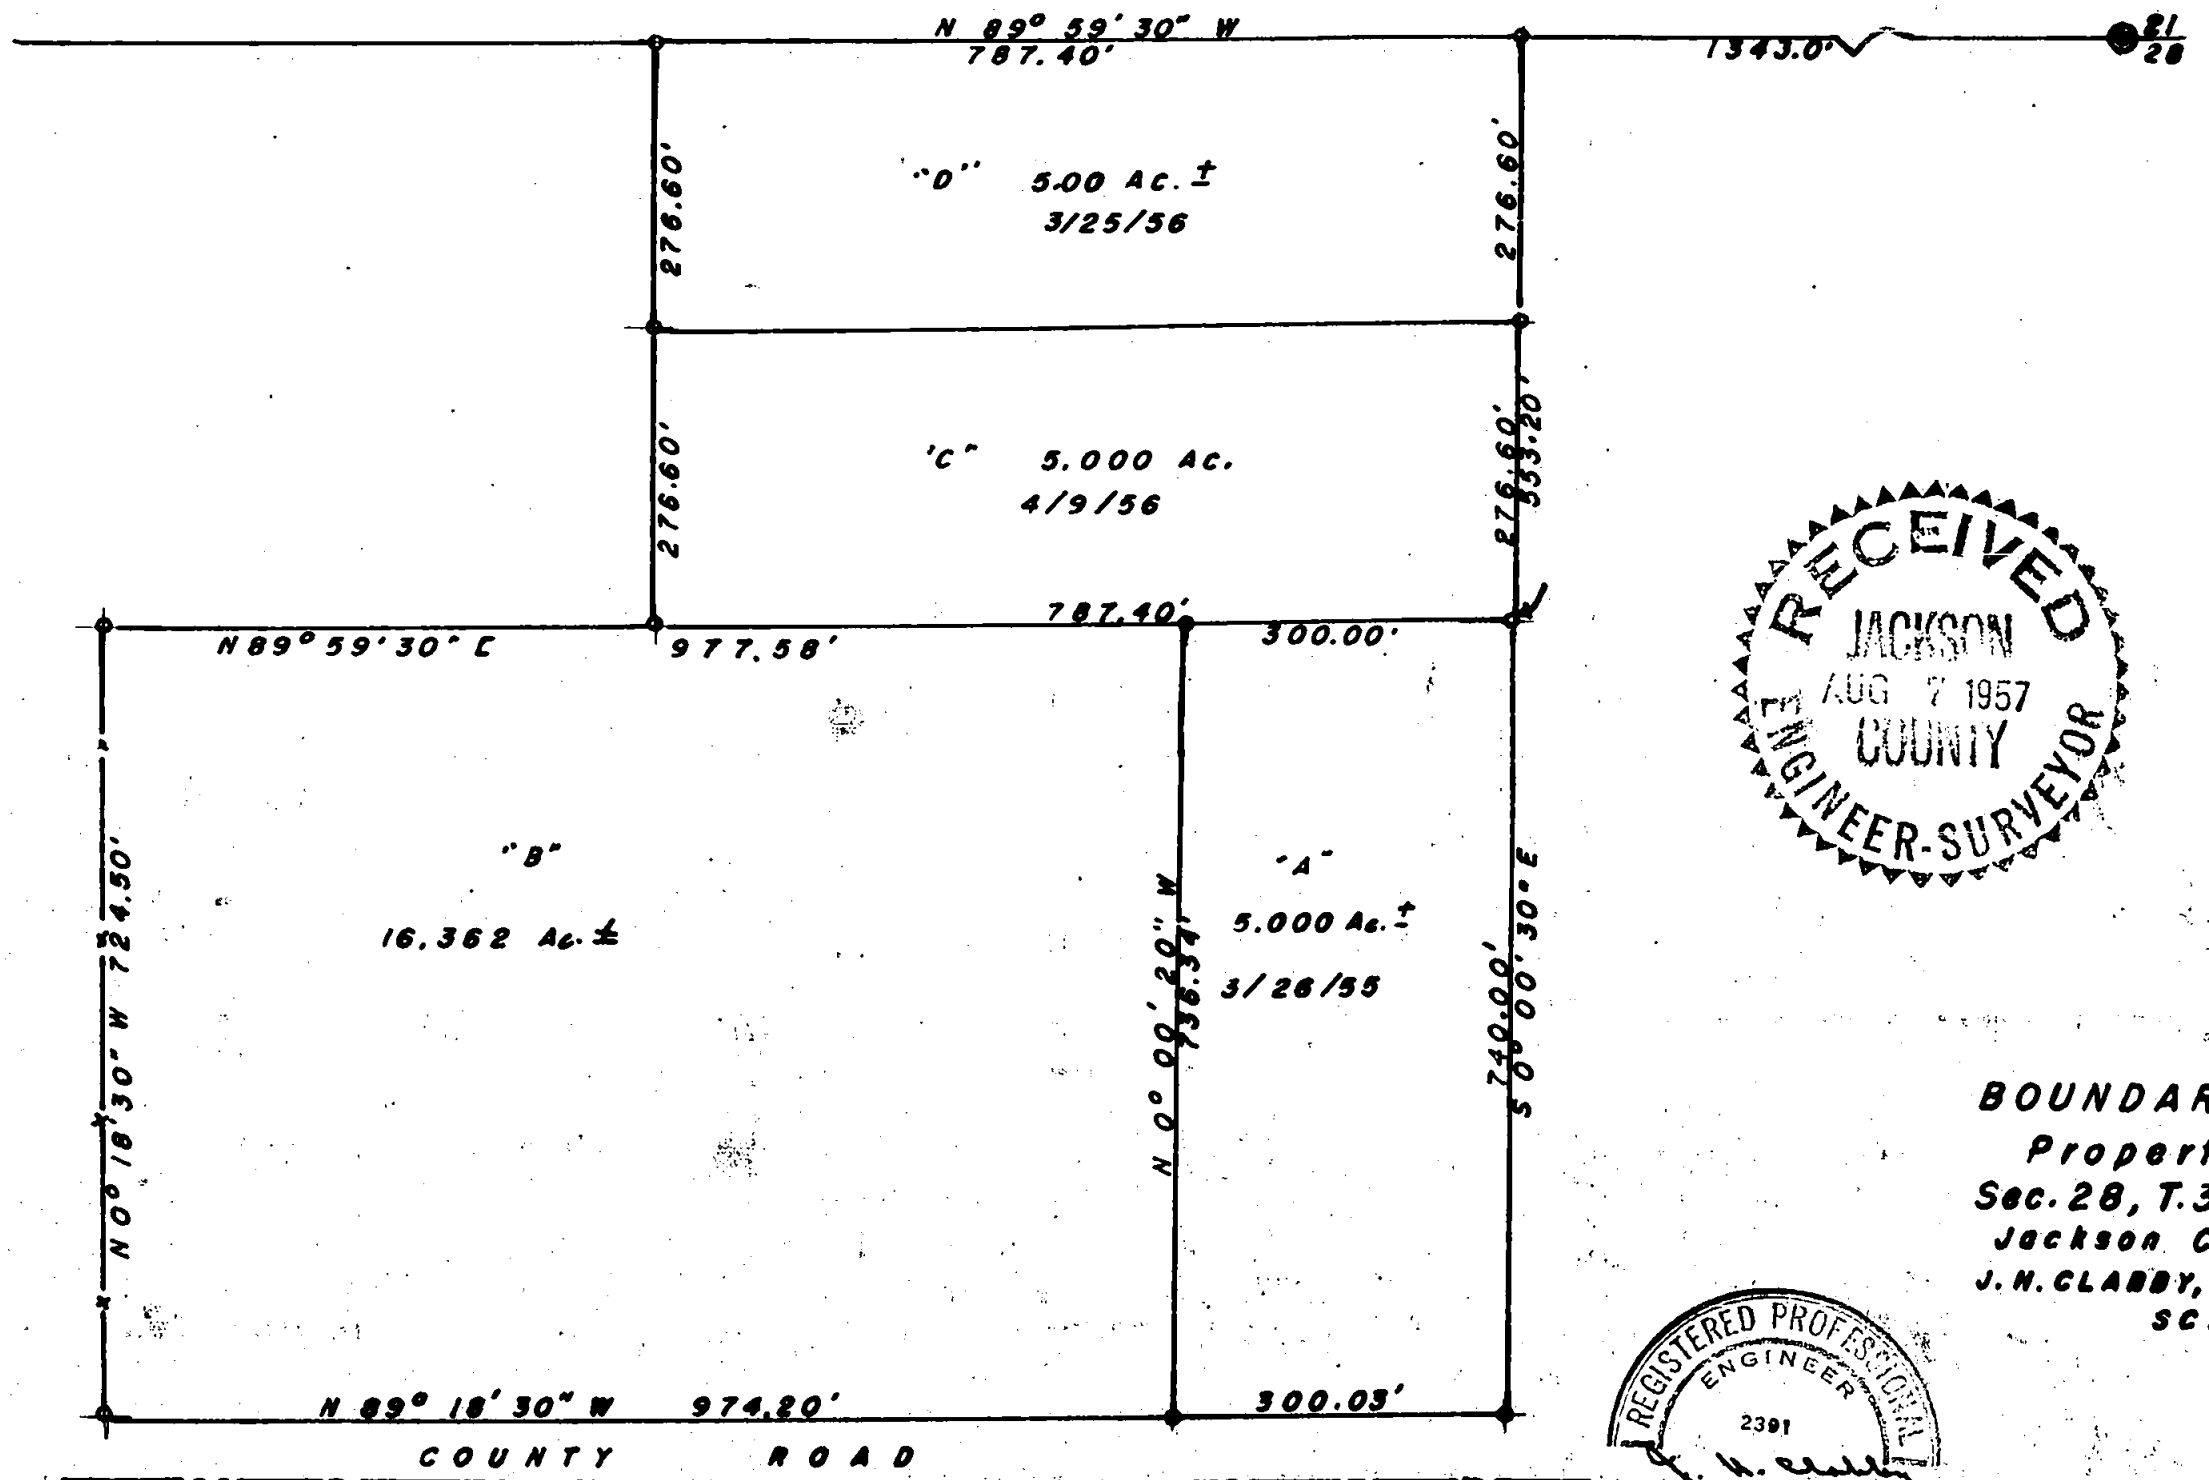 N 89° 59' 30" W
787.40'
1343.0'
21
28
276.60'
"D" 5.00 Ac. ±
3/25/56
276.60'
276.60'
"C" 5.000 Ac.
4/9/56
276.60'
553.20'
787.40'
N 89° 59' 30" E 977.58'
300.00'
RECEIVED
JACKSON
AUG 7 1957
COUNTY
ENGINEER-SURVEYOR
N 0° 18' 30" W 724.50'
"B"
16.362 Ac. ±
N 0° 00' 20" W
736.34'
"A"
5.000 Ac. ±
3/26/55
740.00'
S 0° 00' 30" E
BOUNDAR
Propert
Sec. 28, T. 3
Jackson C
J. H. CLABBY,
SC
REGISTERED PROFESSIONAL
ENGINEER
2391
J. H. Clabby
N 89° 18' 30" W 974.20'
300.03'
COUNTY ROAD